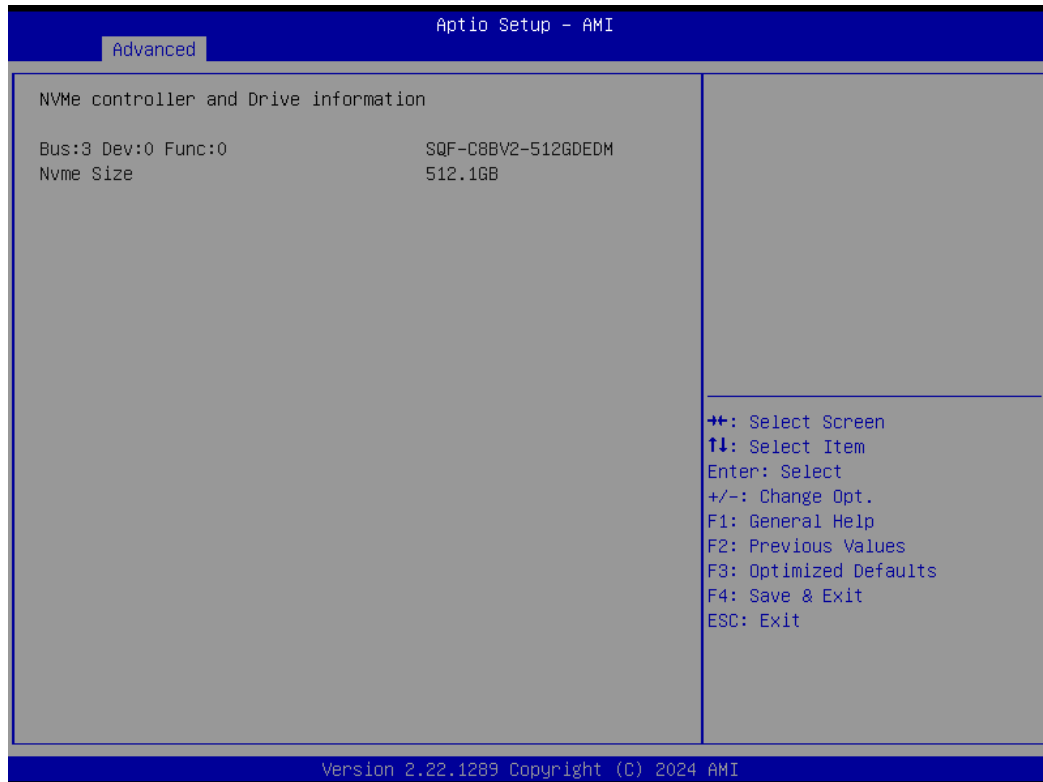 Aptio Setup - AMI
Advanced
NVMe controller and Drive information
Bus:3 Dev:0 Func:0 SQF-C8BV2-512GDEDM
Nvme Size 512.1GB
→←: Select Screen
↑↓: Select Item
Enter: Select
+/-: Change Opt.
F1: General Help
F2: Previous Values
F3: Optimized Defaults
F4: Save & Exit
ESC: Exit
Version 2.22.1289 Copyright (C) 2024 AMI